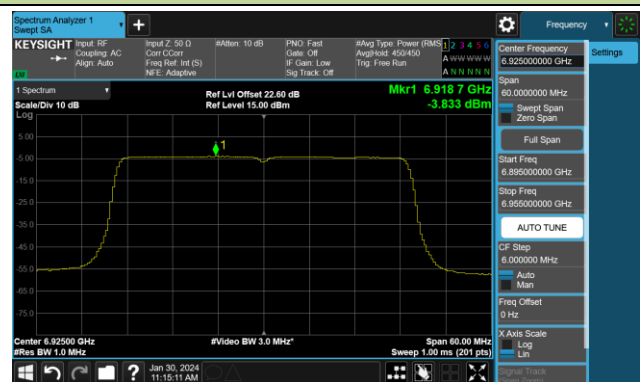 Spectrum Analyzer 1
Swept SA
Frequency
KEYSIGHT
Input: RF
Coupling: AC
Align: Auto
Input Z: 50 Ω
Corr CCorr
Freq Ref: Int (S)
NFE: Adaptive
#Atten: 10 dB
PNO: Fast
Gate: Off
IF Gain: Low
Sig Track: Off
#Avg Type: Power (RMS
Avg|Hold: 450/450
Trig: Free Run
1 2 3 4 5 6
A W W W W W
A N N N N N
LXI
Center Frequency
6.925000000 GHz
Settings
1 Spectrum
Scale/Div 10 dB
Log
Ref Lvl Offset 22.60 dB
Ref Level 15.00 dBm
Mkr1 6.918 7 GHz
-3.833 dBm
Span
60.0000000 MHz
Swept Span
Zero Span
Full Span
Start Freq
6.895000000 GHz
Stop Freq
6.955000000 GHz
AUTO TUNE
CF Step
6.000000 MHz
Auto
Man
Freq Offset
0 Hz
X Axis Scale
Log
Lin
Signal Track
(Span Zoom)
1
5.00
-5.00
-15.0
-25.0
-35.0
-45.0
-55.0
-65.0
-75.0
Center 6.92500 GHz
#Res BW 1.0 MHz
#Video BW 3.0 MHz*
Span 60.00 MHz
Sweep 1.00 ms (201 pts)
?
Jan 30, 2024
11:15:11 AM